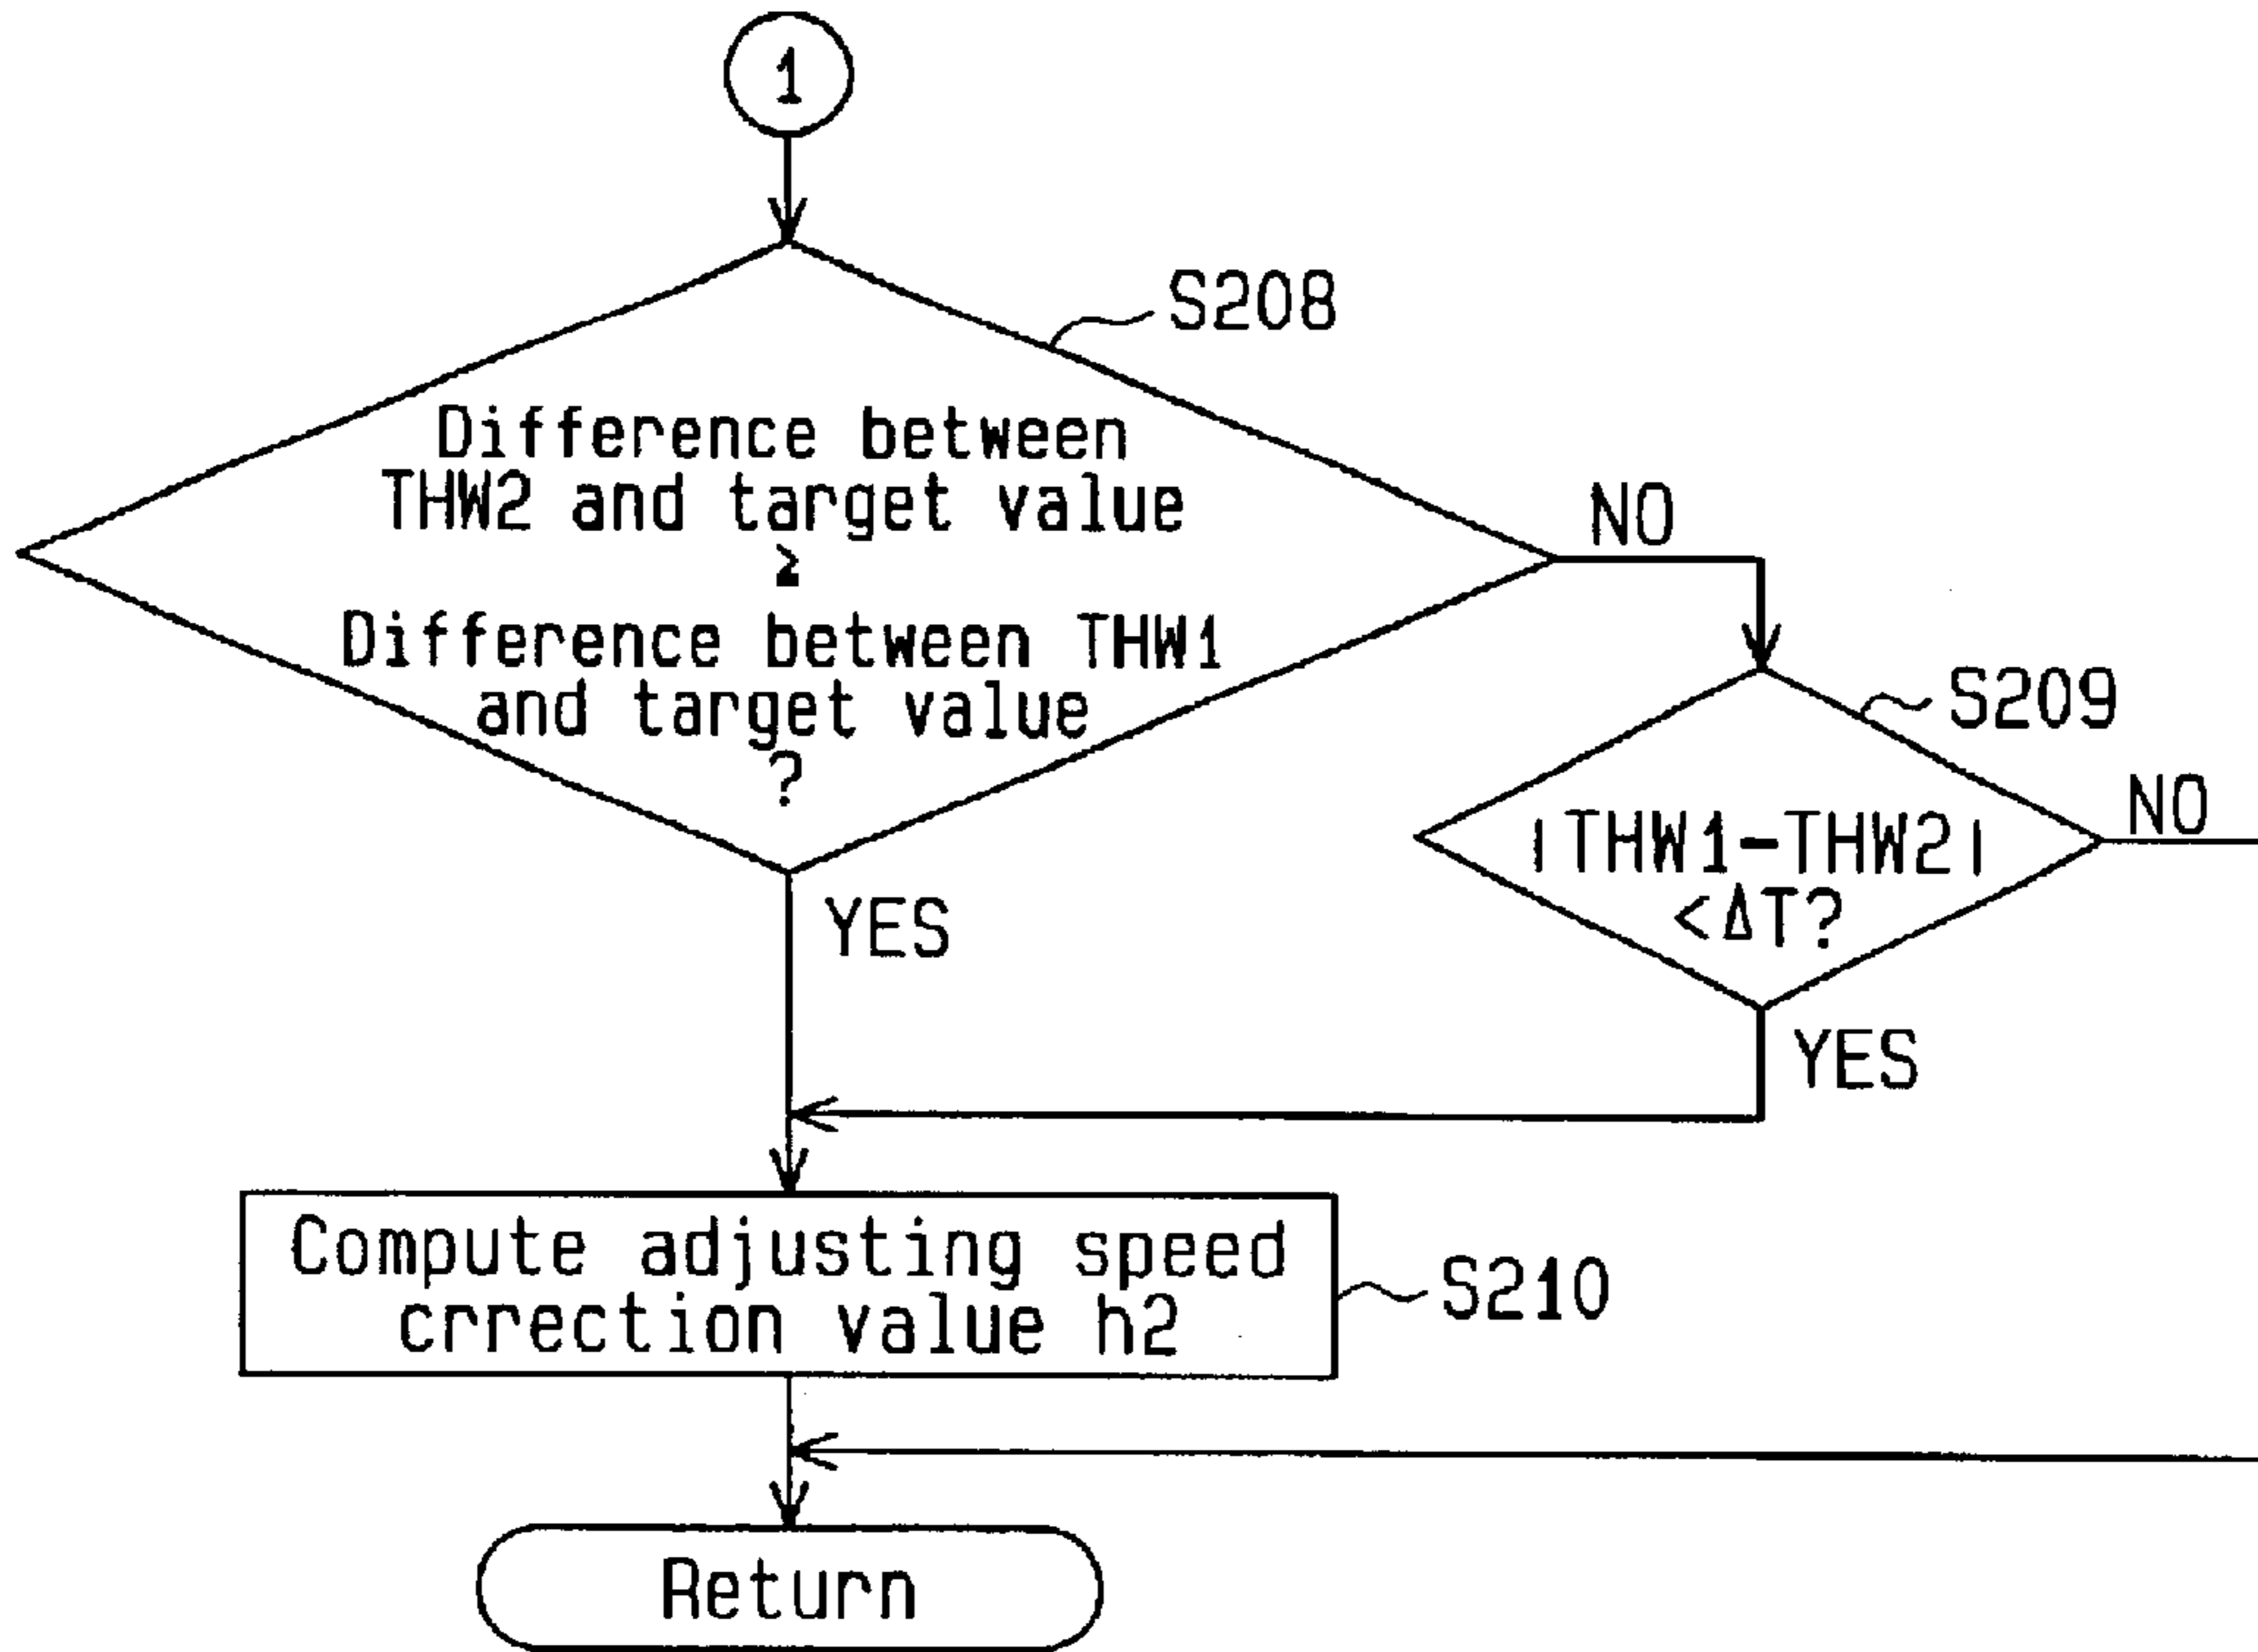 1
S208
Difference between
THW2 and target value
≧
Difference between THW1
and target value
?
NO
S209
|THW1-THW2|
<ΔT?
NO
YES
YES
Compute adjusting speed
crrection value h2
S210
Return